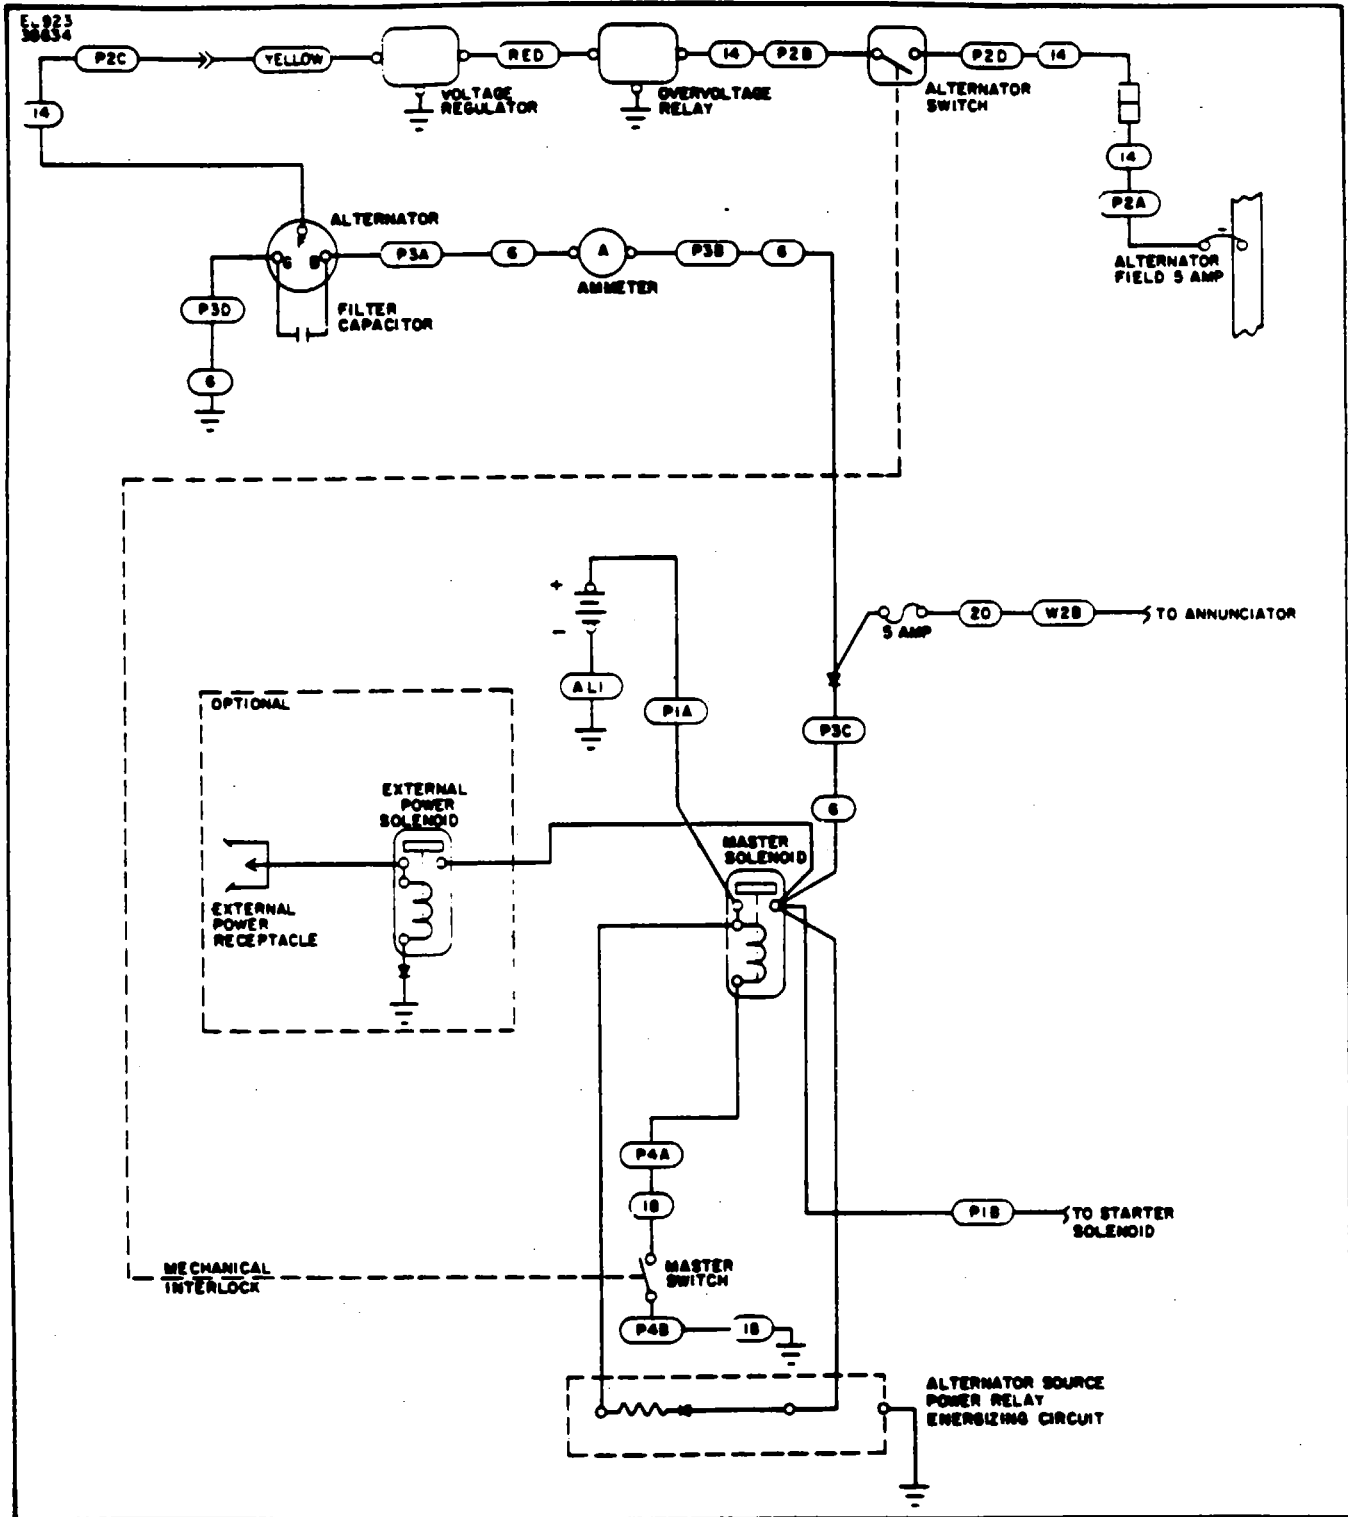 EL923
38634
P2C
YELLOW
RED
14
P2B
P2D
14
VOLTAGE
REGULATOR
OVERVOLTAGE
RELAY
ALTERNATOR
SWITCH
14
14
P2A
ALTERNATOR
FIELD 5 AMP
ALTERNATOR
F
G
B
P3A
6
A
P3B
6
AMMETER
P3D
FILTER
CAPACITOR
6
+
-
5 AMP
20
W2B
TO ANNUNCIATOR
AL1
P1A
OPTIONAL
P3C
EXTERNAL
POWER
SOLENOID
6
MASTER
SOLENOID
EXTERNAL
POWER
RECEPTACLE
P4A
18
P1B
TO STARTER
SOLENOID
MECHANICAL
INTERLOCK
MASTER
SWITCH
P4B
18
ALTERNATOR SOURCE
POWER RELAY
ENERGIZING CIRCUIT